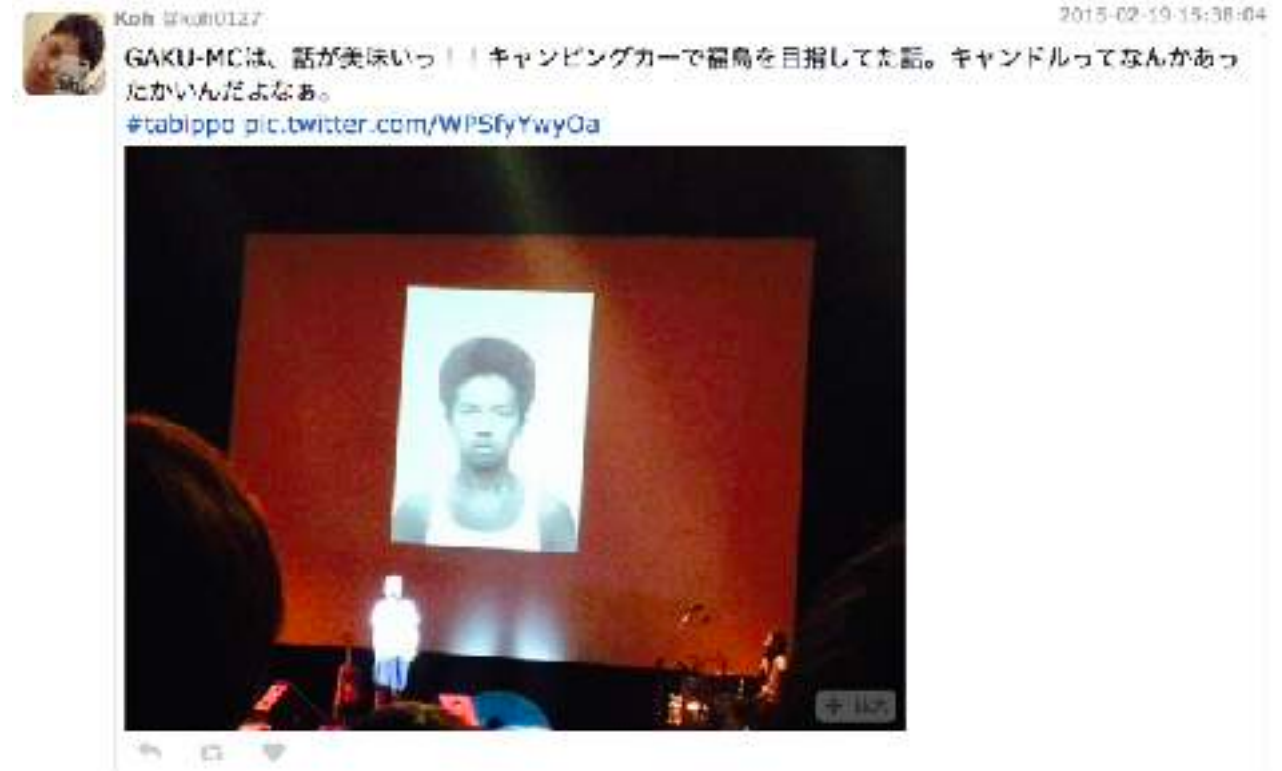 Koh @koh0127
2015-02-19 15:38:04
GAKU-MCは、話が美味いっ！！キャンピングカーで福島を目指してた話。キャンドルってなんかあっ
たかいんだよなぁ。
#tabippo pic.twitter.com/WPSfyYwyOa